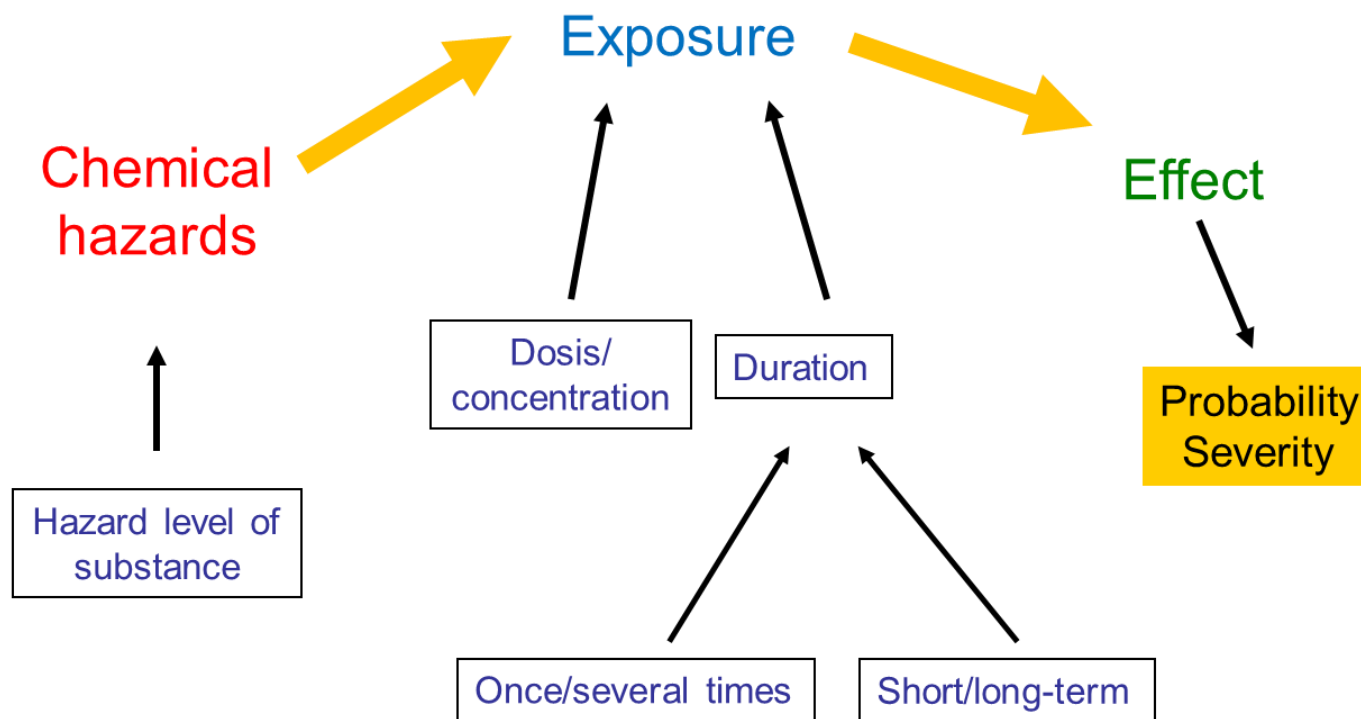 Exposure
Chemical
hazards
Effect
Dosis/
concentration
Duration
Probability
Severity
Hazard level of
substance
Once/several times
Short/long-term